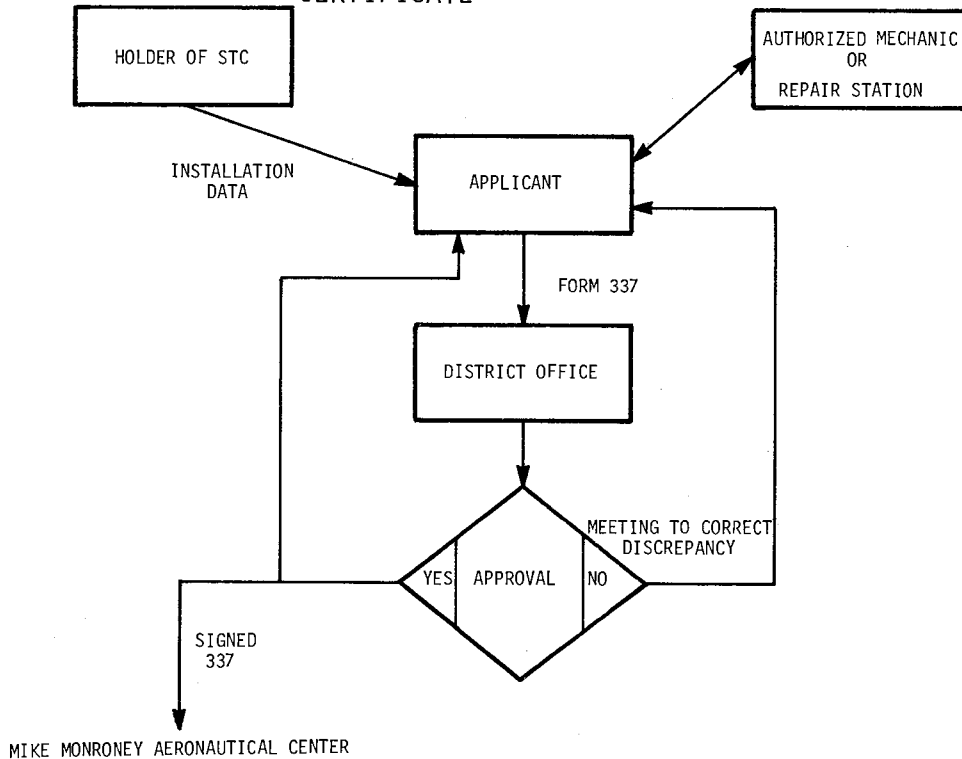 CERTIFICATE
HOLDER OF STC
AUTHORIZED MECHANIC
OR
REPAIR STATION
INSTALLATION
DATA
APPLICANT
FORM 337
DISTRICT OFFICE
MEETING TO CORRECT
DISCREPANCY
YES
APPROVAL
NO
SIGNED
337
MIKE MONRONEY AERONAUTICAL CENTER